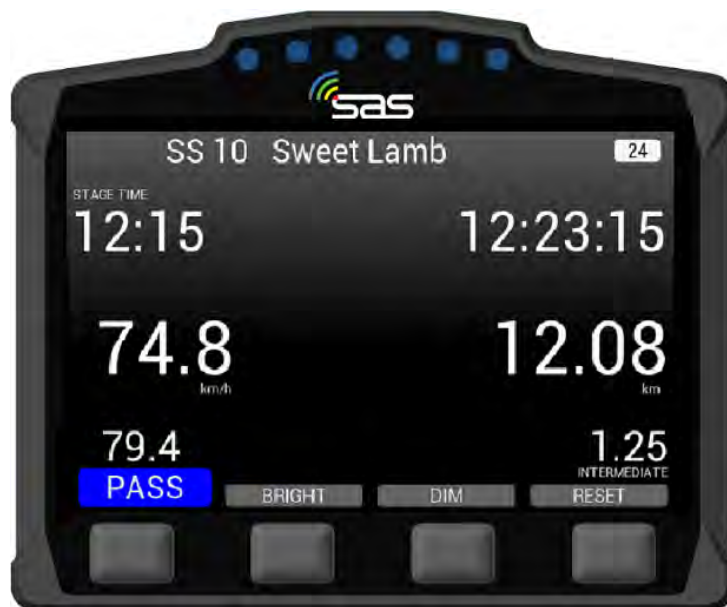 sas
SS 10 Sweet Lamb 24
STAGE TIME
12:15 12:23:15
74.8 12.08
km/h km
79.4 1.25
INTERMEDIATE
PASS BRIGHT DIM RESET